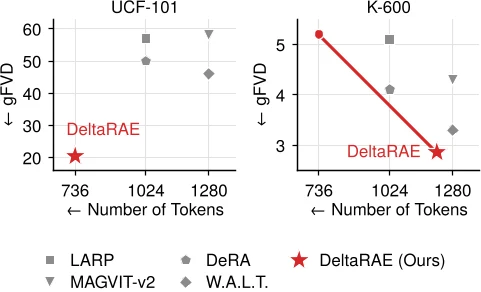 UCF-101
← gFVD
60
50
40
30
20
DeltaRAE
736
1024
1280
← Number of Tokens
K-600
← gFVD
5
4
3
DeltaRAE
736
1024
1280
← Number of Tokens
LARP
DeRA
DeltaRAE (Ours)
MAGVIT-v2
W.A.L.T.